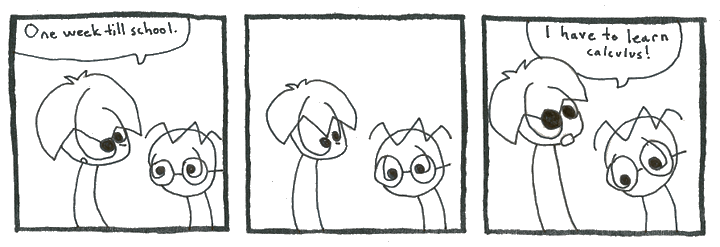 One week till school.
I have to learn
calculus!